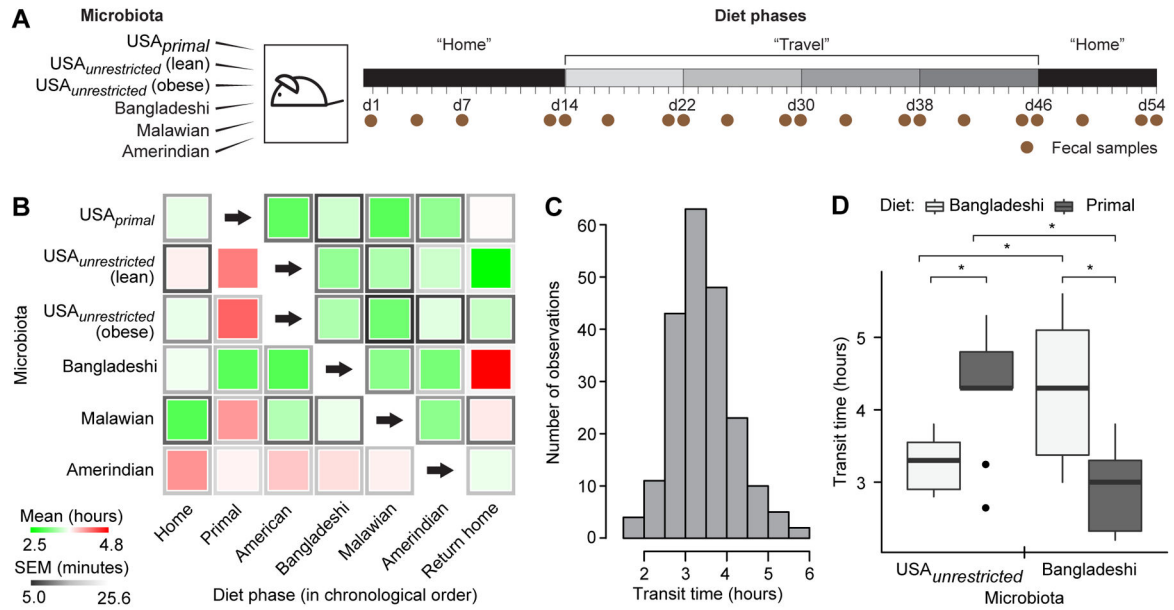 A
Microbiota
Diet phases
USAprimal
USAunrestricted (lean)
USAunrestricted (obese)
Bangladeshi
Malawian
Amerindian
“Home”
“Travel”
“Home”
d1 d7 d14 d22 d30 d38 d46 d54
Fecal samples
B
Microbiota
USAprimal
USAunrestricted
(lean)
USAunrestricted
(obese)
Bangladeshi
Malawian
Amerindian
Home
Primal
American
Bangladeshi
Malawian
Amerindian
Return home
Mean (hours)
2.5 4.8
SEM (minutes)
5.0 25.6
Diet phase (in chronological order)
C
Number of observations
60
50
40
30
20
10
0
2 3 4 5 6
Transit time (hours)
D
Diet: Bangladeshi Primal
*
*
* *
Transit time (hours)
5
4
3
USAunrestricted Bangladeshi
Microbiota